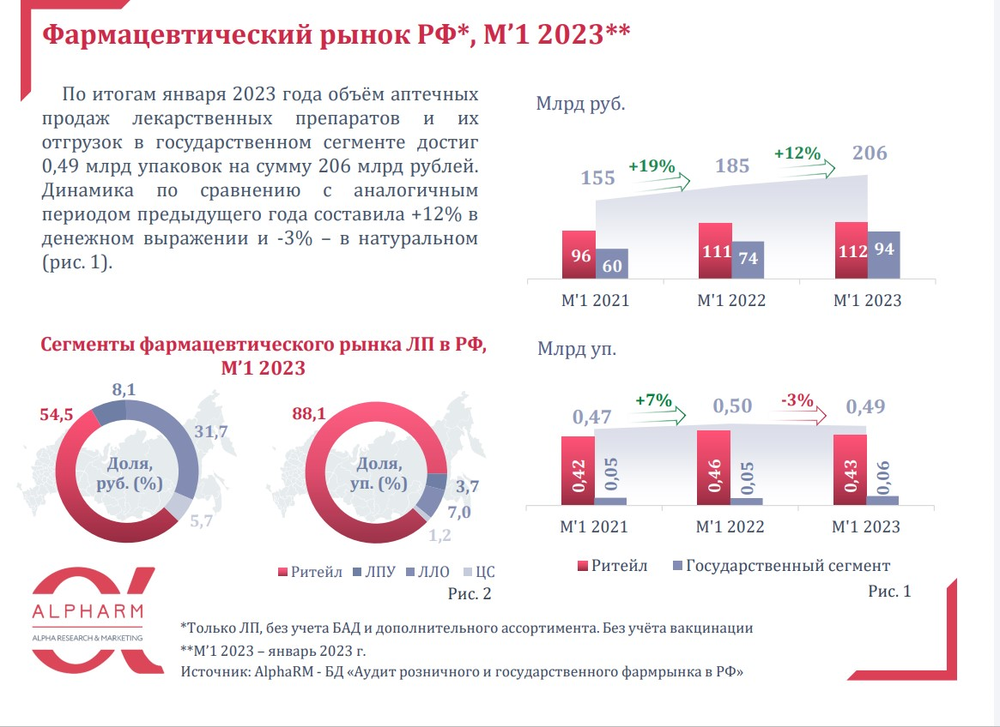 Фармацевтический рынок РФ*, М’1 2023**
По итогам января 2023 года объём аптечных
продаж лекарственных препаратов и их
отгрузок в государственном сегменте достиг
0,49 млрд упаковок на сумму 206 млрд рублей.
Динамика по сравнению с аналогичным
периодом предыдущего года составила +12% в
денежном выражении и -3% – в натуральном
(рис. 1).
Млрд руб.
+19%
+12%
155
185
206
96
60
111
74
112
94
М'1 2021
М'1 2022
М'1 2023
Сегменты фармацевтического рынка ЛП в РФ,
М’1 2023
8,1
54,5
31,7
Доля,
руб. (%)
5,7
88,1
Доля,
уп. (%)
3,7
7,0
1,2
Ритейл
ЛПУ
ЛЛО
ЦС
Рис. 2
Млрд уп.
+7%
-3%
0,47
0,50
0,49
0,42
0,05
0,46
0,05
0,43
0,06
М'1 2021
М'1 2022
М'1 2023
Ритейл
Государственный сегмент
Рис. 1
ALPHARM
ALPHA RESEARCH & MARKETING
*Только ЛП, без учета БАД и дополнительного ассортимента. Без учёта вакцинации
**М’1 2023 – январь 2023 г.
Источник: AlphaRM - БД «Аудит розничного и государственного фармрынка в РФ»